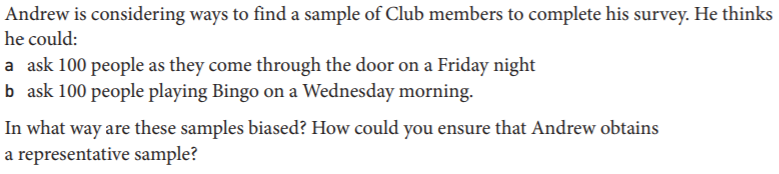 Andrew is considering ways to find a sample of Club members to complete his survey. He thinks
he could:
a ask 100 people as they come through the door on a Friday night
b ask 100 people playing Bingo on a Wednesday morning.
In what way are these samples biased? How could you ensure that Andrew obtains
a representative sample?